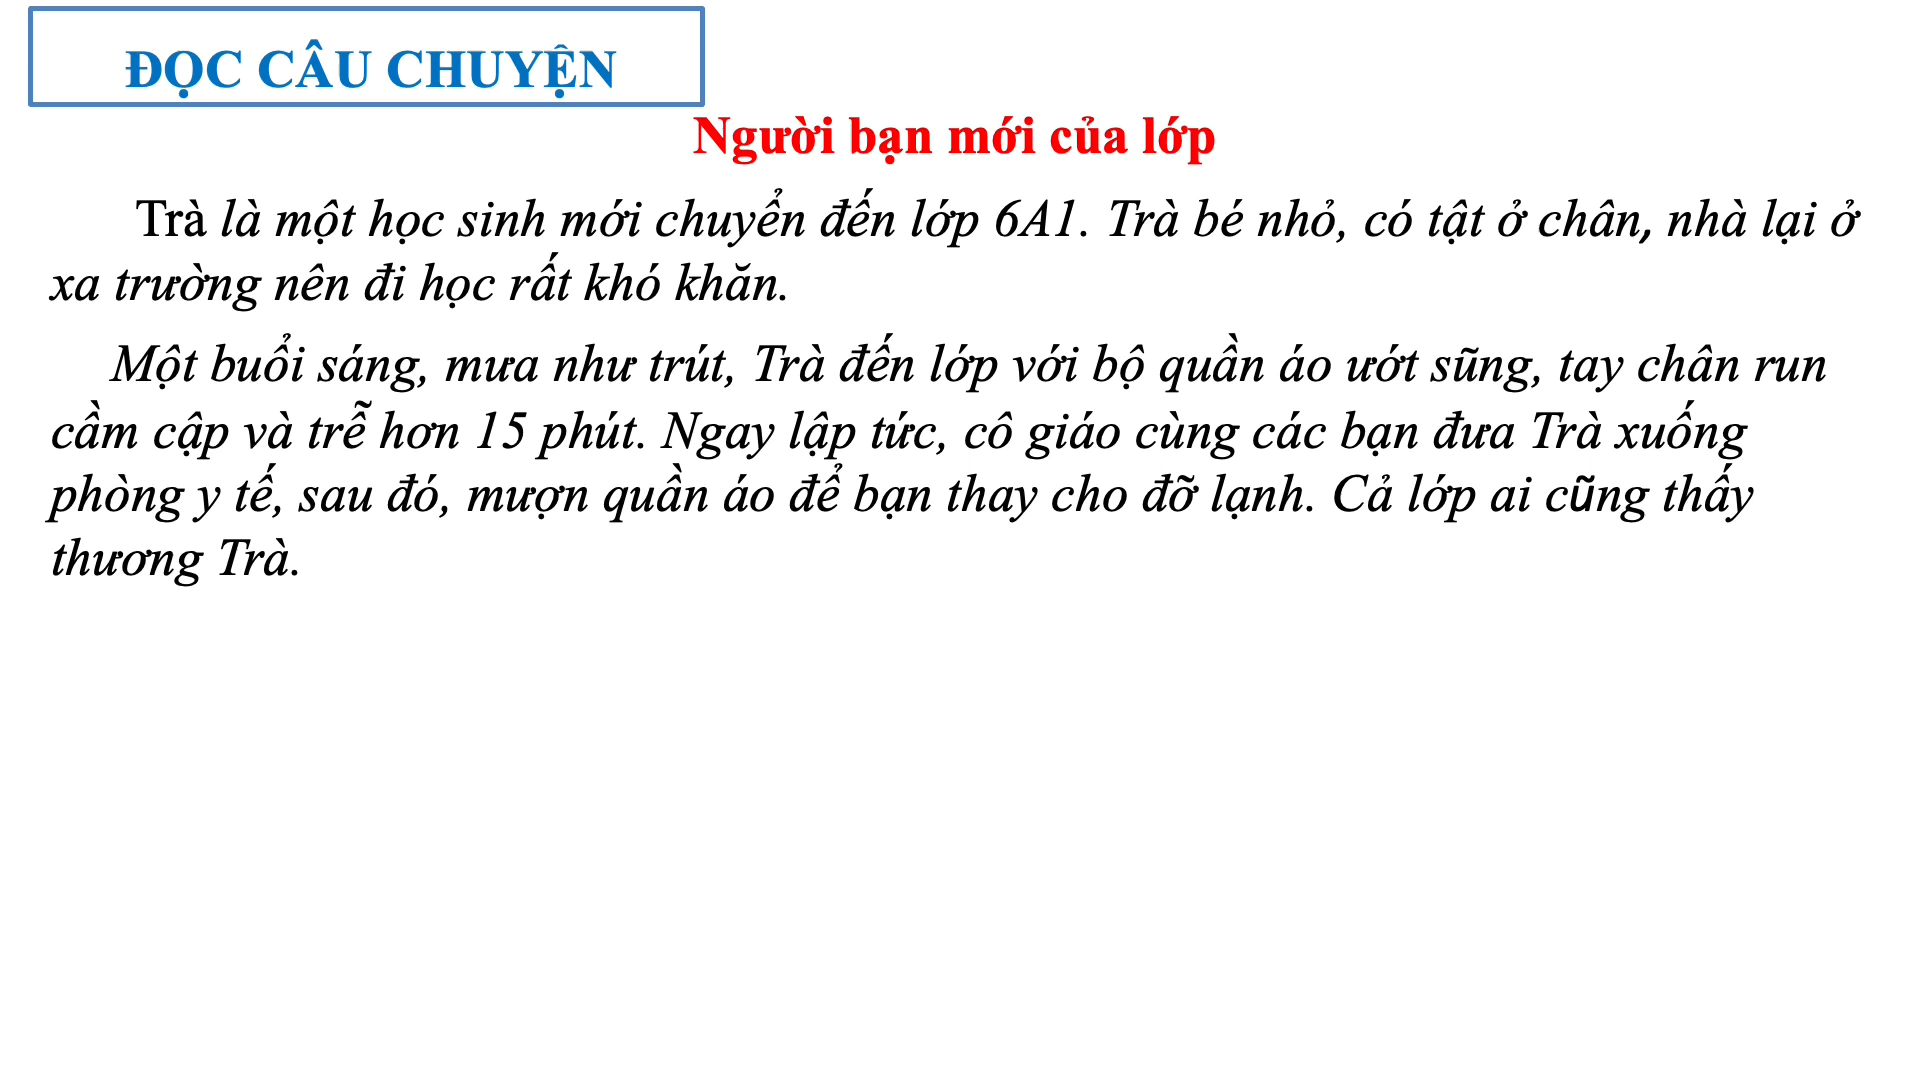 ĐỌC CÂU CHUYỆN
Người bạn mới của lớp
Trà là một học sinh mới chuyển đến lớp 6A1. Trà bé nhỏ, có tật ở chân, nhà lại ở
xa trường nên đi học rất khó khăn.
Một buổi sáng, mưa như trút, Trà đến lớp với bộ quần áo ướt sũng, tay chân run
cầm cập và trễ hơn 15 phút. Ngay lập tức, cô giáo cùng các bạn đưa Trà xuống
phòng y tế, sau đó, mượn quần áo để bạn thay cho đỡ lạnh. Cả lớp ai cũng thấy
thương Trà.